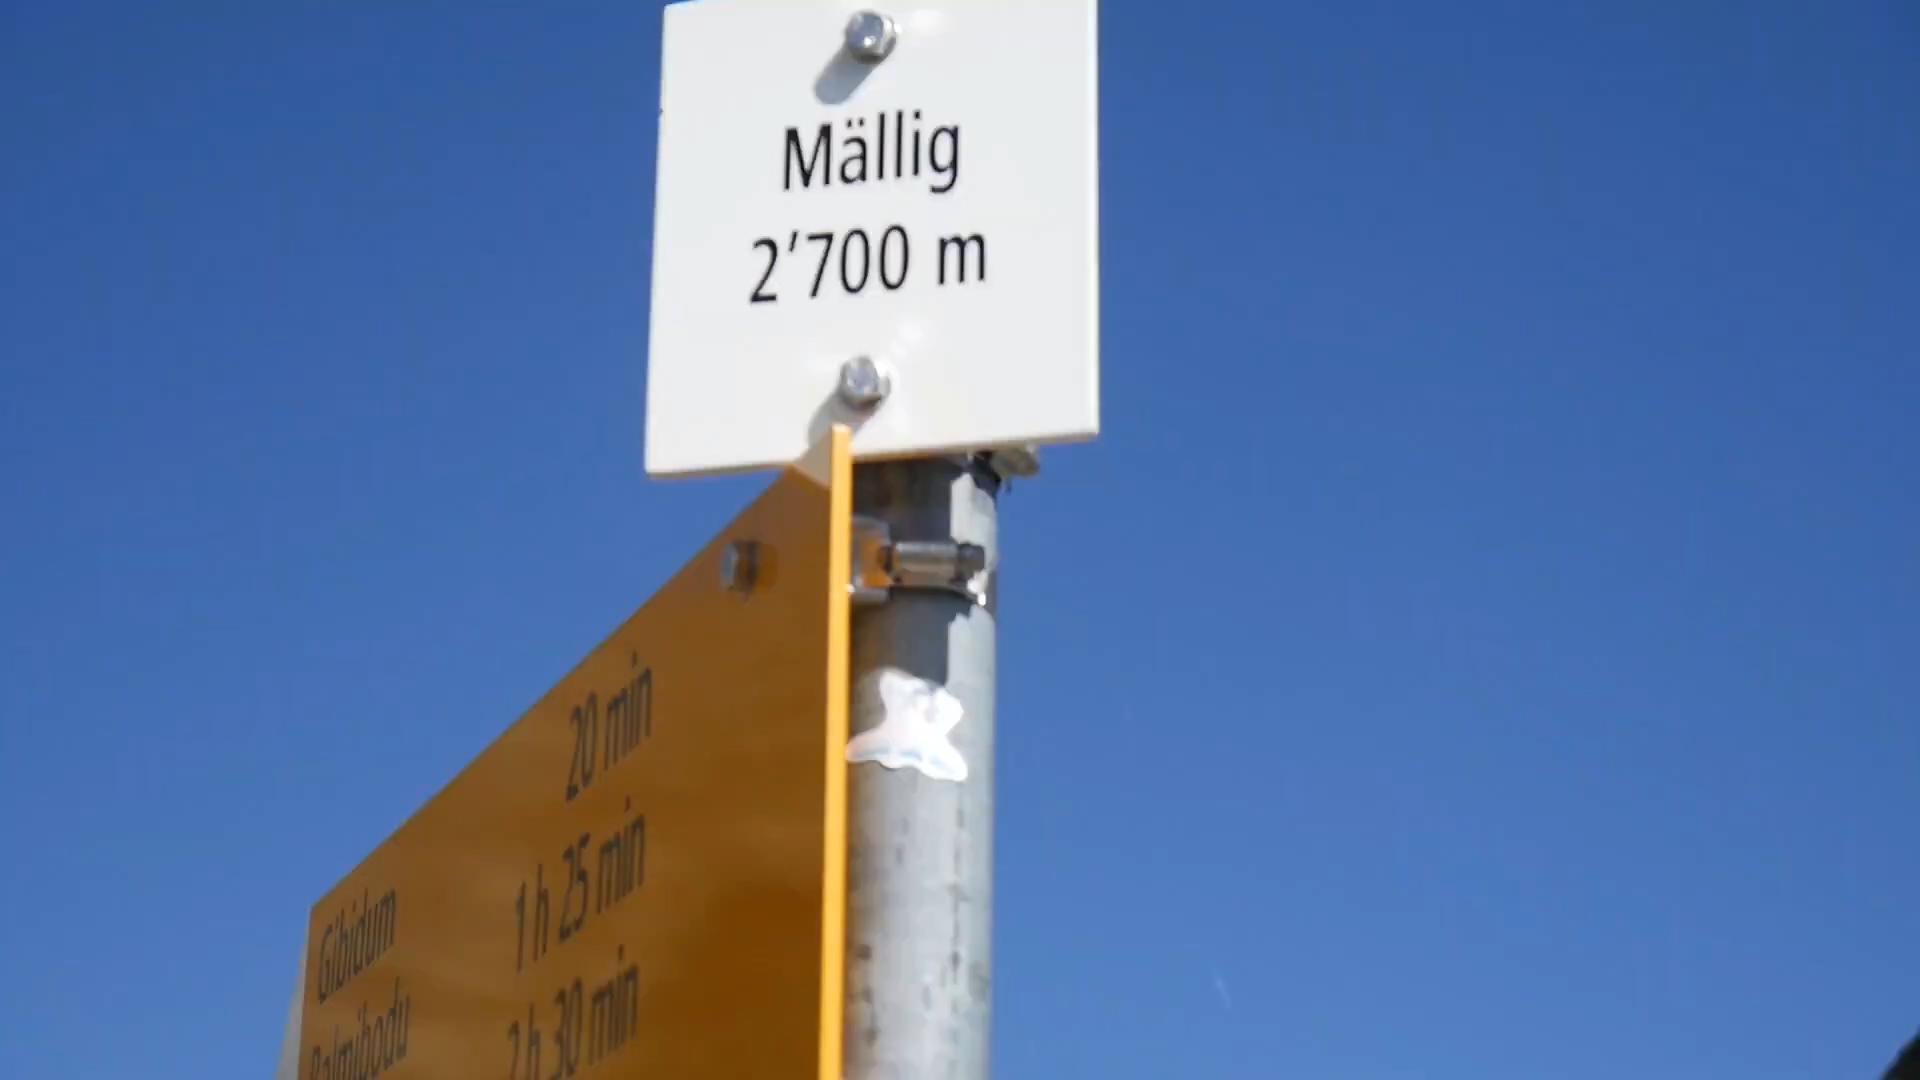 Mällig
2'700 m
Gibidum 20 min
1 h 25 min
2 h 30 min